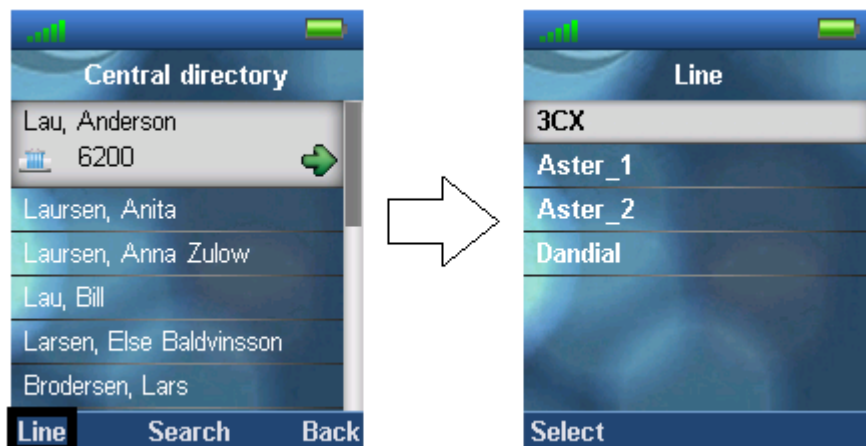 Central directory
Lau, Anderson
6200
Laursen, Anita
Laursen, Anna Zulow
Lau, Bill
Larsen, Else Baldvinsson
Brodersen, Lars
Line Search Back
Line
3CX
Aster_1
Aster_2
Dandial
Select